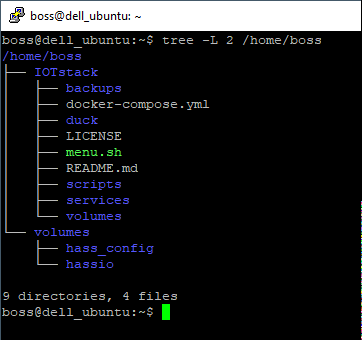 boss@dell_ubuntu: ~
boss@dell_ubuntu:~$ tree -L 2 /home/boss
/home/boss
├── IOTstack
│   ├── backups
│   ├── docker-compose.yml
│   ├── duck
│   ├── LICENSE
│   ├── menu.sh
│   ├── README.md
│   ├── scripts
│   ├── services
│   └── volumes
└── volumes
    ├── hass_config
    └── hassio
9 directories, 4 files
boss@dell_ubuntu:~$